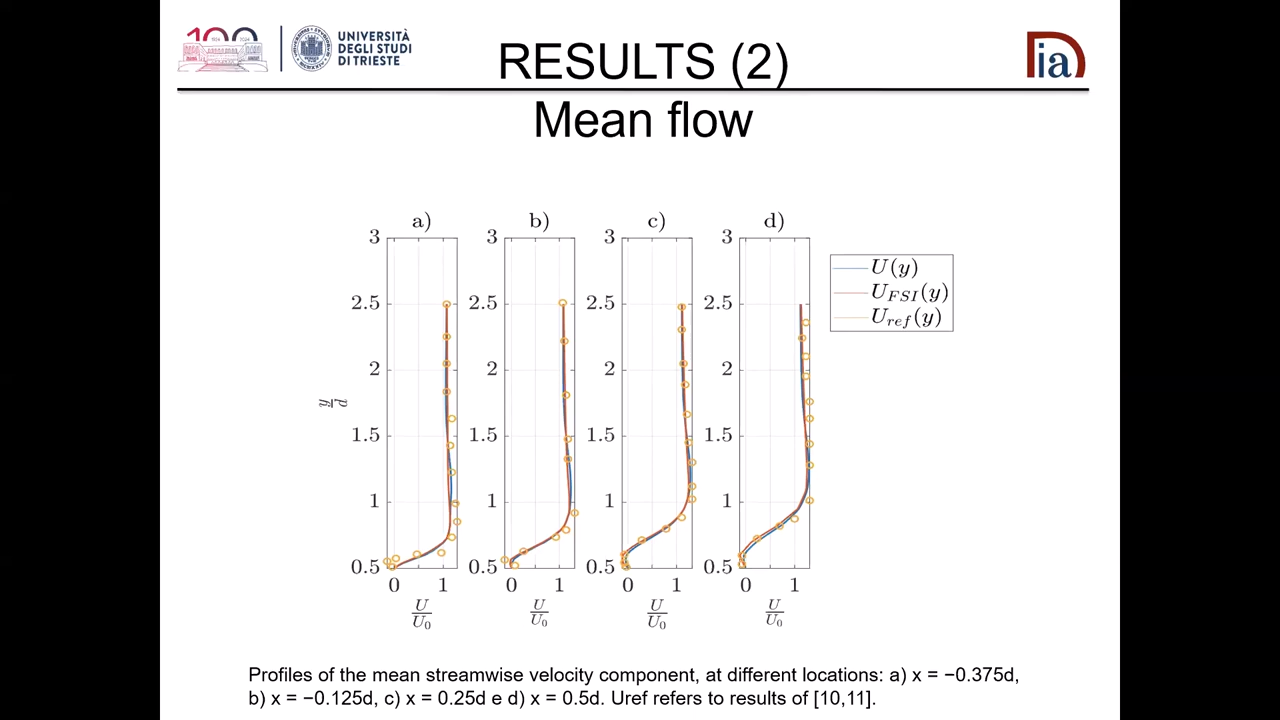 100
UNIVERSITÀ
DEGLI STUDI
DI TRIESTE
RESULTS (2)
Mean flow
dia
a) b) c) d)
3 3 3 3
2.5 2.5 2.5 2.5
2 2 2 2
1.5 1.5 1.5 1.5
1 1 1 1
0.5 0.5 0.5 0.5
0 1 0 1 0 1 0 1
y/d
U/U₀ U/U₀ U/U₀ U/U₀
U(y)
U_FSI(y)
U_ref(y)
Profiles of the mean streamwise velocity component, at different locations: a) x = −0.375d,
b) x = −0.125d, c) x = 0.25d e d) x = 0.5d. Uref refers to results of [10,11].